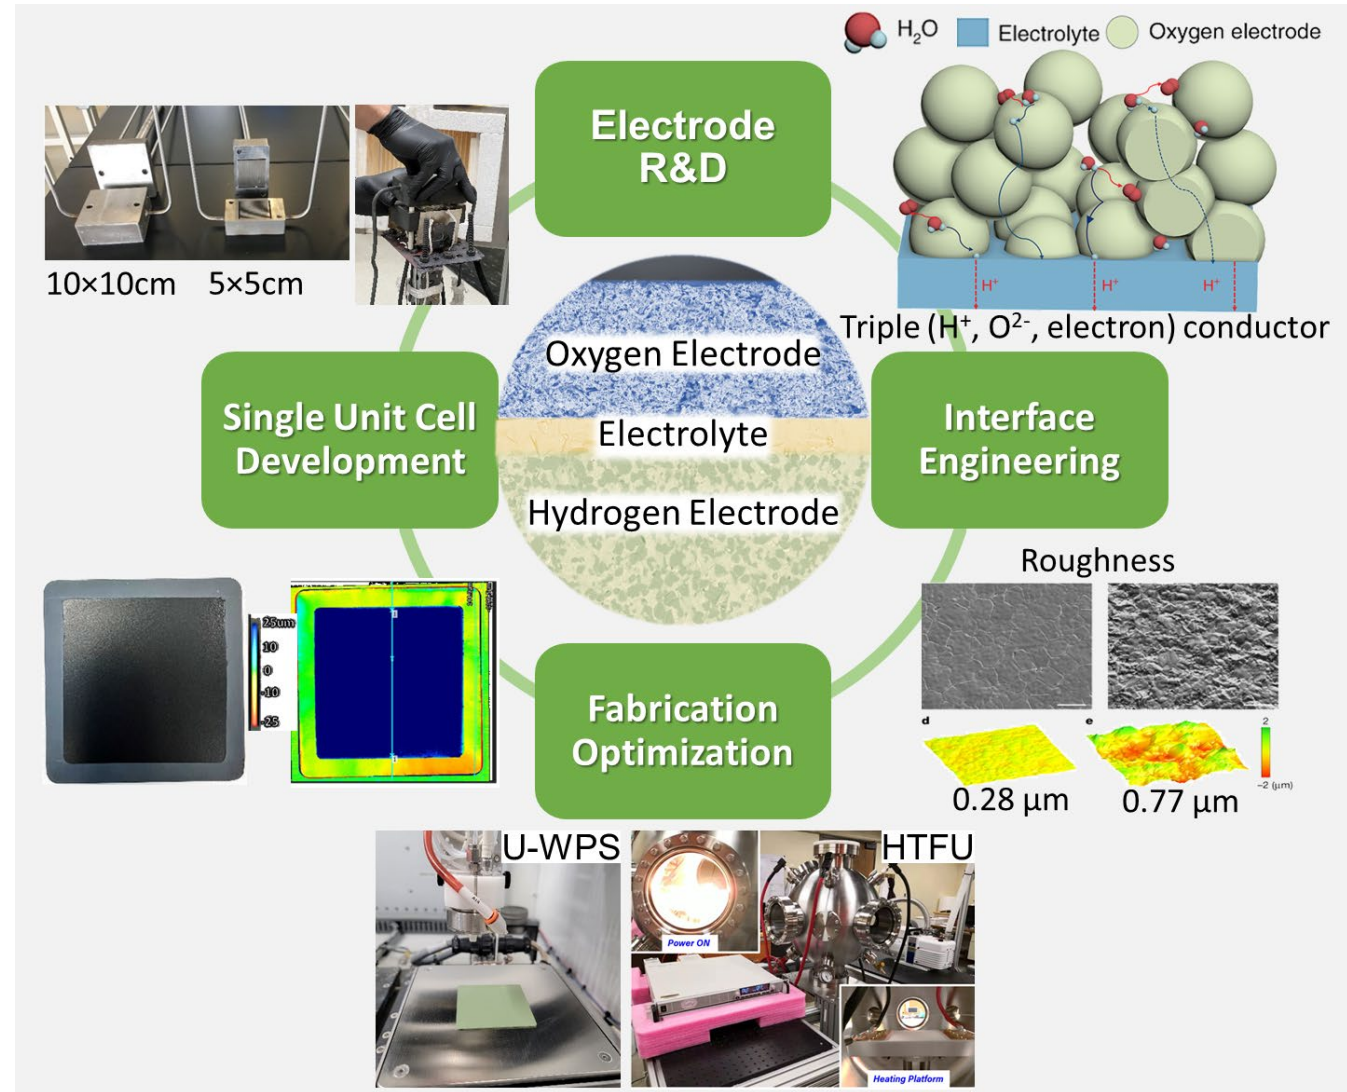 H₂O
Electrolyte
Oxygen electrode
Electrode
R&D
10×10cm
5×5cm
H⁺
H⁺
H⁺
Triple (H⁺, O²⁻, electron) conductor
Oxygen Electrode
Electrolyte
Hydrogen Electrode
Single Unit Cell
Development
Interface
Engineering
Roughness
25um
10
0
-10
-25
Fabrication
Optimization
d
e
2
−2 (μm)
0.28 μm
0.77 μm
U-WPS
HTFU
Power ON
Heating Platform